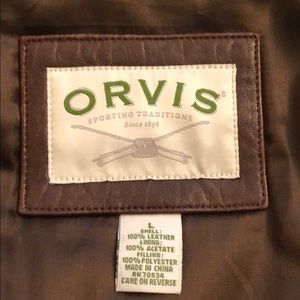 ORVIS®
SPORTING TRADITIONS
Since 1856
L
SHELL:
100% LEATHER
LINING:
100% ACETATE
FILLING:
100% POLYESTER
MADE IN CHINA
RN 70534
CARE ON REVERSE